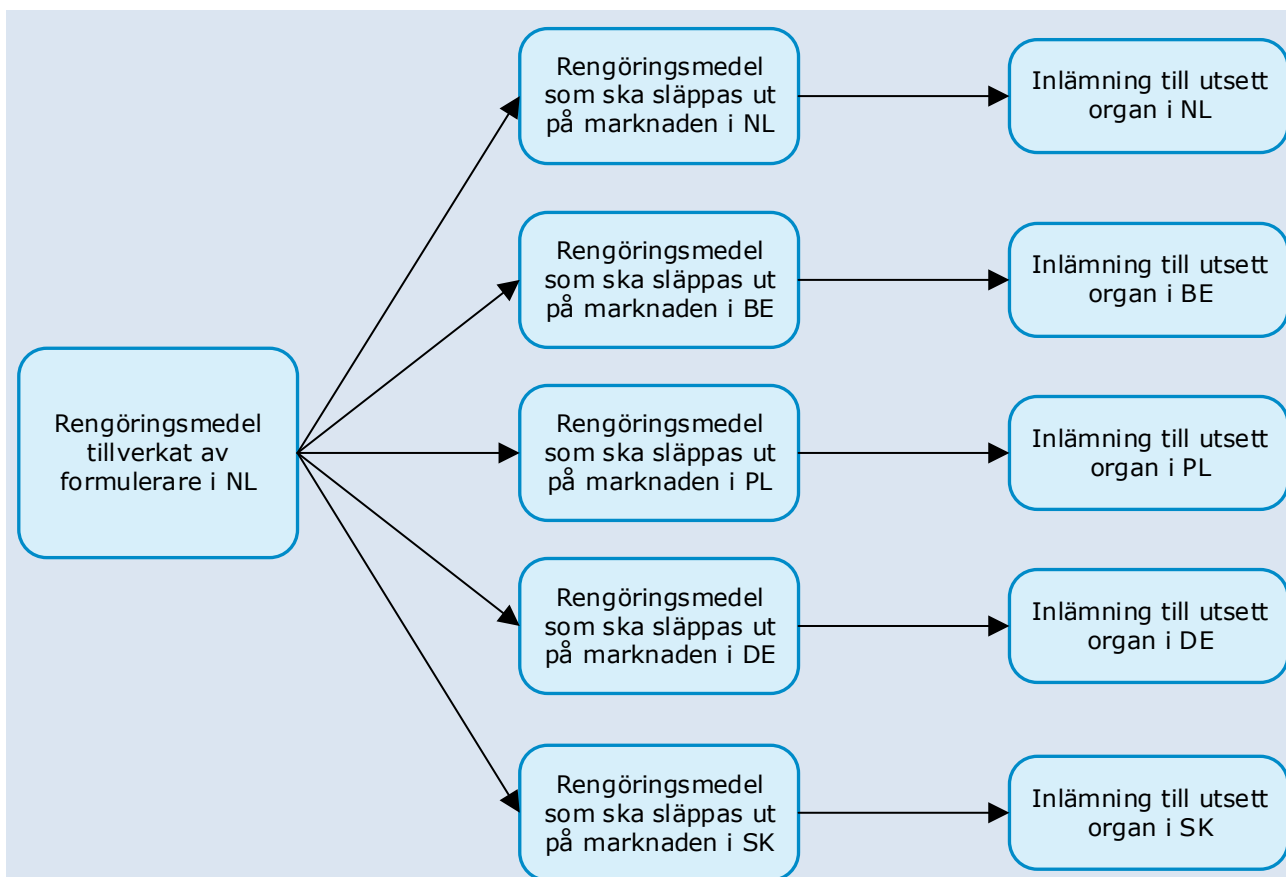 Rengöringsmedel
tillverkat av
formulerare i NL
Rengöringsmedel
som ska släppas ut
på marknaden i NL
Inlämning till utsett
organ i NL
Rengöringsmedel
som ska släppas ut
på marknaden i BE
Inlämning till utsett
organ i BE
Rengöringsmedel
som ska släppas ut
på marknaden i PL
Inlämning till utsett
organ i PL
Rengöringsmedel
som ska släppas ut
på marknaden i DE
Inlämning till utsett
organ i DE
Rengöringsmedel
som ska släppas ut
på marknaden i SK
Inlämning till utsett
organ i SK